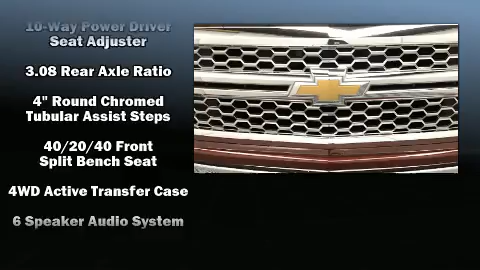 10-Way Power Driver
Seat Adjuster
3.08 Rear Axle Ratio
4" Round Chromed
Tubular Assist Steps
40/20/40 Front
Split Bench Seat
4WD Active Transfer Case
6 Speaker Audio System